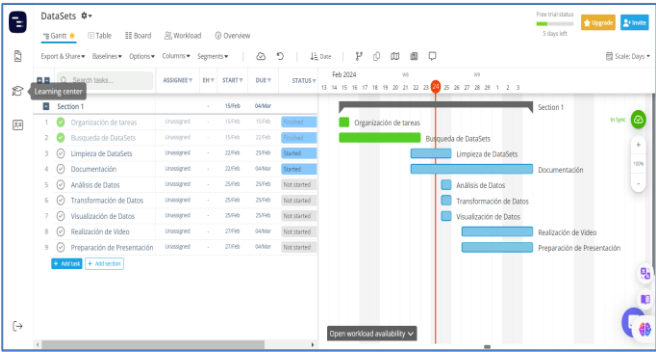 DataSets
Free trial status
5 days left
Upgrade
Invite
Gantt
Table
Board
Workload
Overview
Export & Share
Baselines
Options
Columns
Segments
Line
Scale: Days
Search tasks...
ASSIGNEE
EH
START
DUE
STATUS
Feb 2024
W8
W9
13 14 15 16 17 18 19 20 21 22 23 24 25 26 27 28 29 1 2 3
Learning center
Section 1 - 15/Feb 04/Mar
1 Organización de tareas Unassigned - 15/Feb 15/Feb Finished
2 Busqueda de DataSets Unassigned - 15/Feb 22/Feb Finished
3 Limpieza de DataSets Unassigned - 22/Feb 25/Feb Started
4 Documentación Unassigned - 22/Feb 04/Mar Started
5 Análisis de Datos Unassigned - 25/Feb 25/Feb Not started
6 Transformación de Datos Unassigned - 25/Feb 25/Feb Not started
7 Visualización de Datos Unassigned - 25/Feb 25/Feb Not started
8 Realización de Video Unassigned - 27/Feb 04/Mar Not started
9 Preparación de Presentación Unassigned - 27/Feb 04/Mar Not started
+ Add task + Add section
Section 1
Organización de tareas
Busqueda de DataSets
Limpieza de DataSets
Documentación
Análisis de Datos
Transformación de Datos
Visualización de Datos
Realización de Video
Preparación de Presentación
In Sync
+
100%
-
Open workload availability